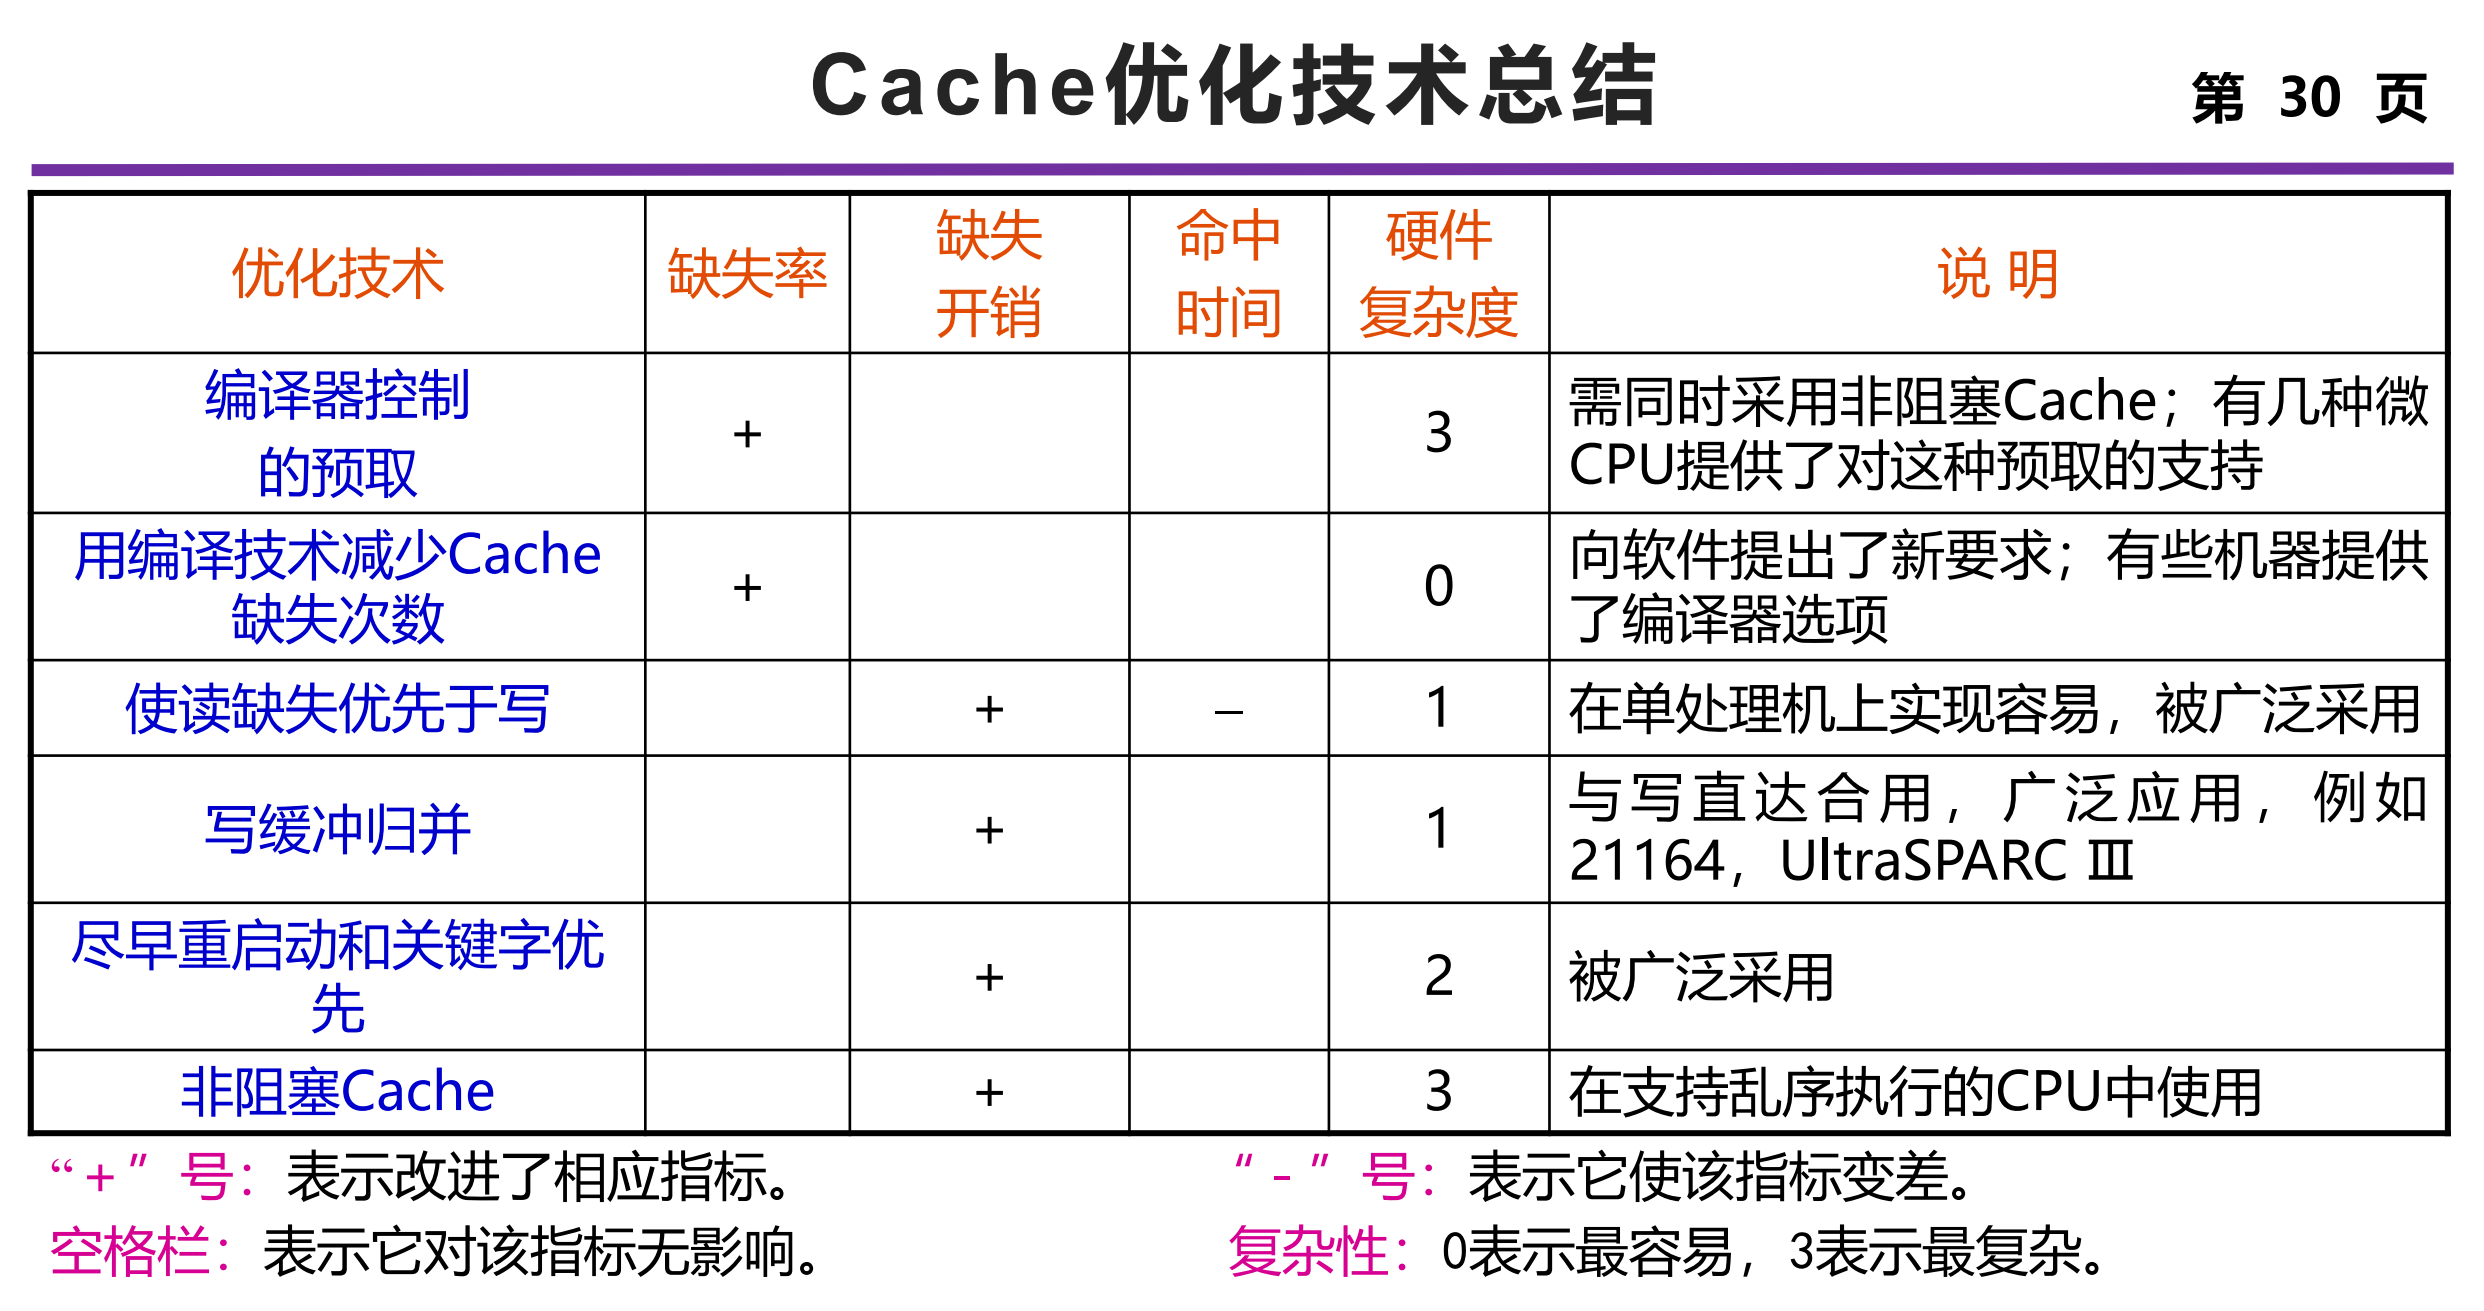 Cache优化技术总结
第 30 页
优化技术
缺失率
缺失
开销
命中
时间
硬件
复杂度
说 明
编译器控制
的预取
+
3
需同时采用非阻塞Cache；有几种微
CPU提供了对这种预取的支持
用编译技术减少Cache
缺失次数
+
0
向软件提出了新要求；有些机器提供
了编译器选项
使读缺失优先于写
+
–
1
在单处理机上实现容易，被广泛采用
写缓冲归并
+
1
与写直达合用，广泛应用，例如
21164，UltraSPARC Ⅲ
尽早重启动和关键字优
先
+
2
被广泛采用
非阻塞Cache
+
3
在支持乱序执行的CPU中使用
“+”号：表示改进了相应指标。
“-”号：表示它使该指标变差。
空格栏：表示它对该指标无影响。
复杂性：0表示最容易，3表示最复杂。